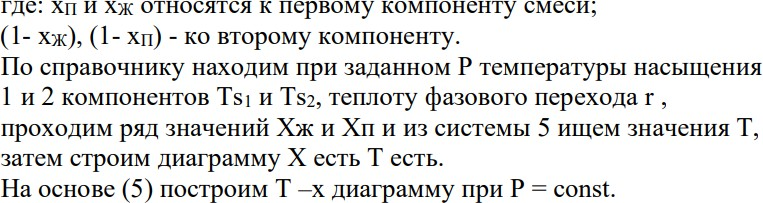 где: xП и xЖ относятся к первому компоненту смеси;
(1- xЖ), (1- xП) - ко второму компоненту.
По справочнику находим при заданном P температуры насыщения
1 и 2 компонентов Ts1 и Ts2, теплоту фазового перехода r ,
проходим ряд значений Xж и Xп и из системы 5 ищем значения T,
затем строим диаграмму X есть T есть.
На основе (5) построим T –x диаграмму при P = const.